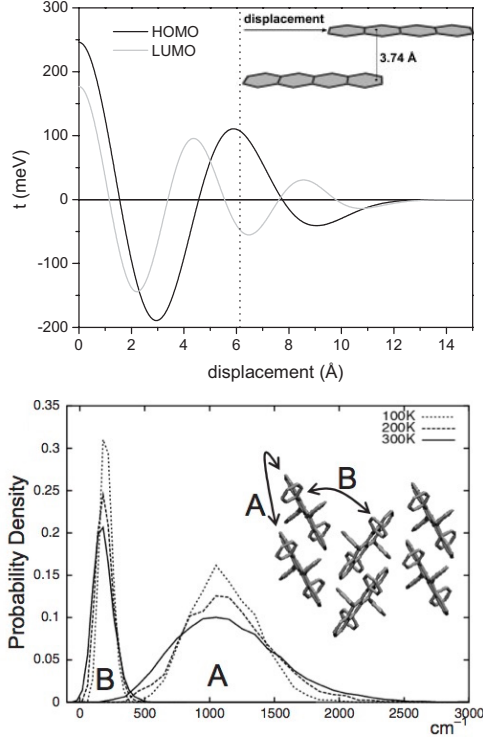 300
200
100
0
-100
-200
t (meV)
HOMO
LUMO
displacement
3.74 Å
0 2 4 6 8 10 12 14
displacement (Å)
0.35
0.3
0.25
0.2
0.15
0.1
0.05
0
Probability Density
100K
200K
300K
A
B
B
A
0 500 1000 1500 2000 2500 3000
cm⁻¹